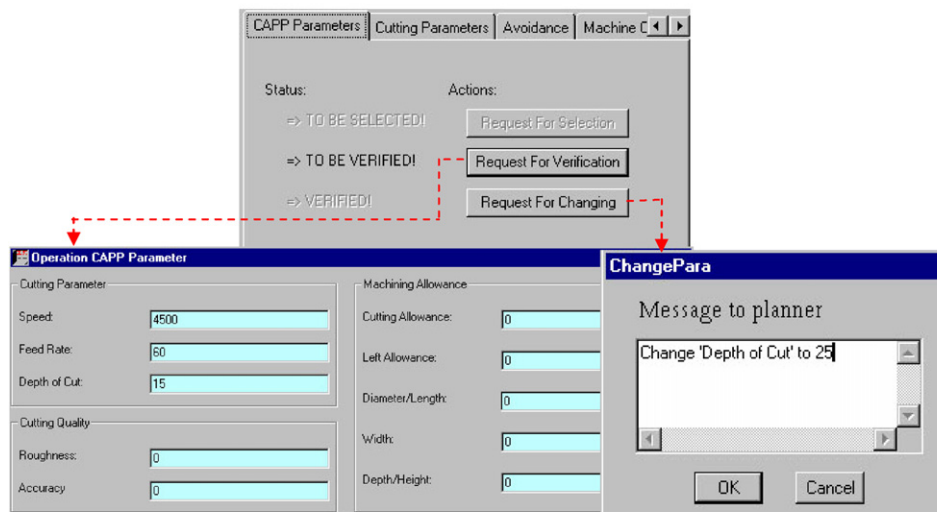 CAPP Parameters Cutting Parameters Avoidance Machine C
Status: Actions:
=> TO BE SELECTED! Request For Selection
=> TO BE VERIFIED! Request For Verification
=> VERIFIED! Request For Changing
Operation CAPP Parameter
Cutting Parameter
Speed: 4500
Feed Rate: 60
Depth of Cut: 15
Cutting Quality
Roughness: 0
Accuracy 0
Machining Allowance
Cutting Allowance: 0
Left Allowance: 0
Diameter/Length: 0
Width: 0
Depth/Height: 0
ChangePara
Message to planner
Change 'Depth of Cut' to 25
OK Cancel